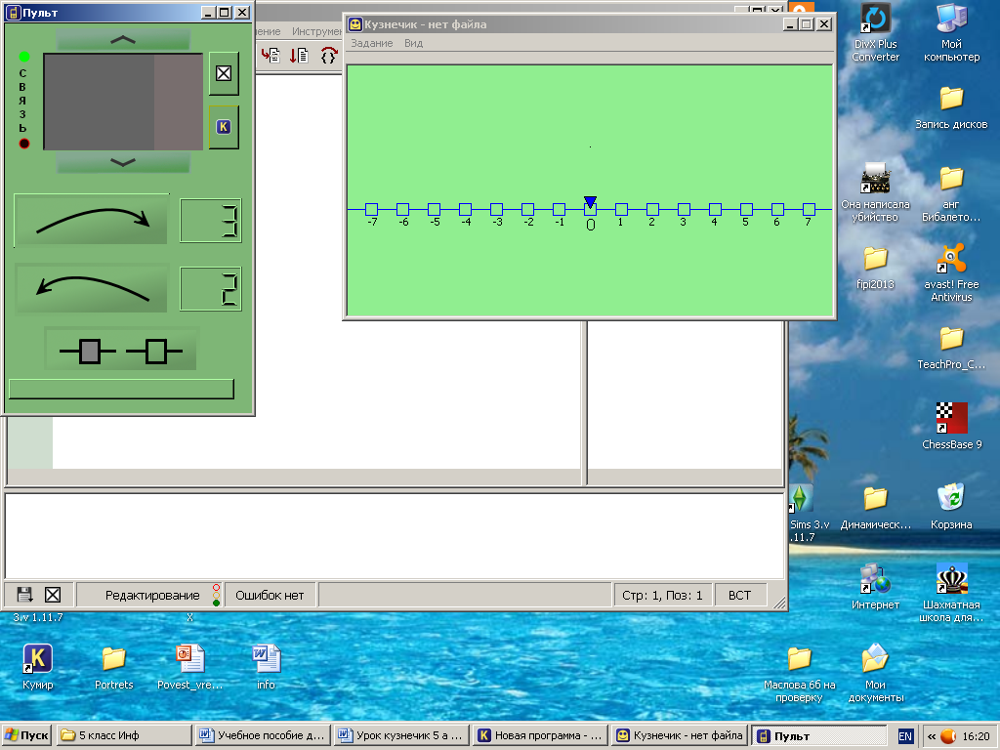 Пульт
С
В
Я
З
Ь
K
3
2
Кузнечик - нет файла
Задание Вид
-7 -6 -5 -4 -3 -2 -1 0 1 2 3 4 5 6 7
Редактирование
Ошибок нет
Стр: 1, Поз: 1
ВСТ
DivX Plus
Converter
Мой
компьютер
Запись дисков
Она написала
убийство
анг
Бибалето...
fipi2013
avast! Free
Antivirus
TeachPro_C...
ChessBase 9
Sims 3.v
.11.7
Динамическ...
Корзина
Интернет
Шахматная
школа для...
3.v 1.11.7
X
Кумир
Portrets
Povest_vre...
info
Маслова 6б на
проверку
Мои
документы
Пуск
5 класс Инф
Учебное пособие д...
Урок кузнечик 5 а ...
Новая программа - ...
Кузнечик - нет файла
Пульт
EN
«
16:20